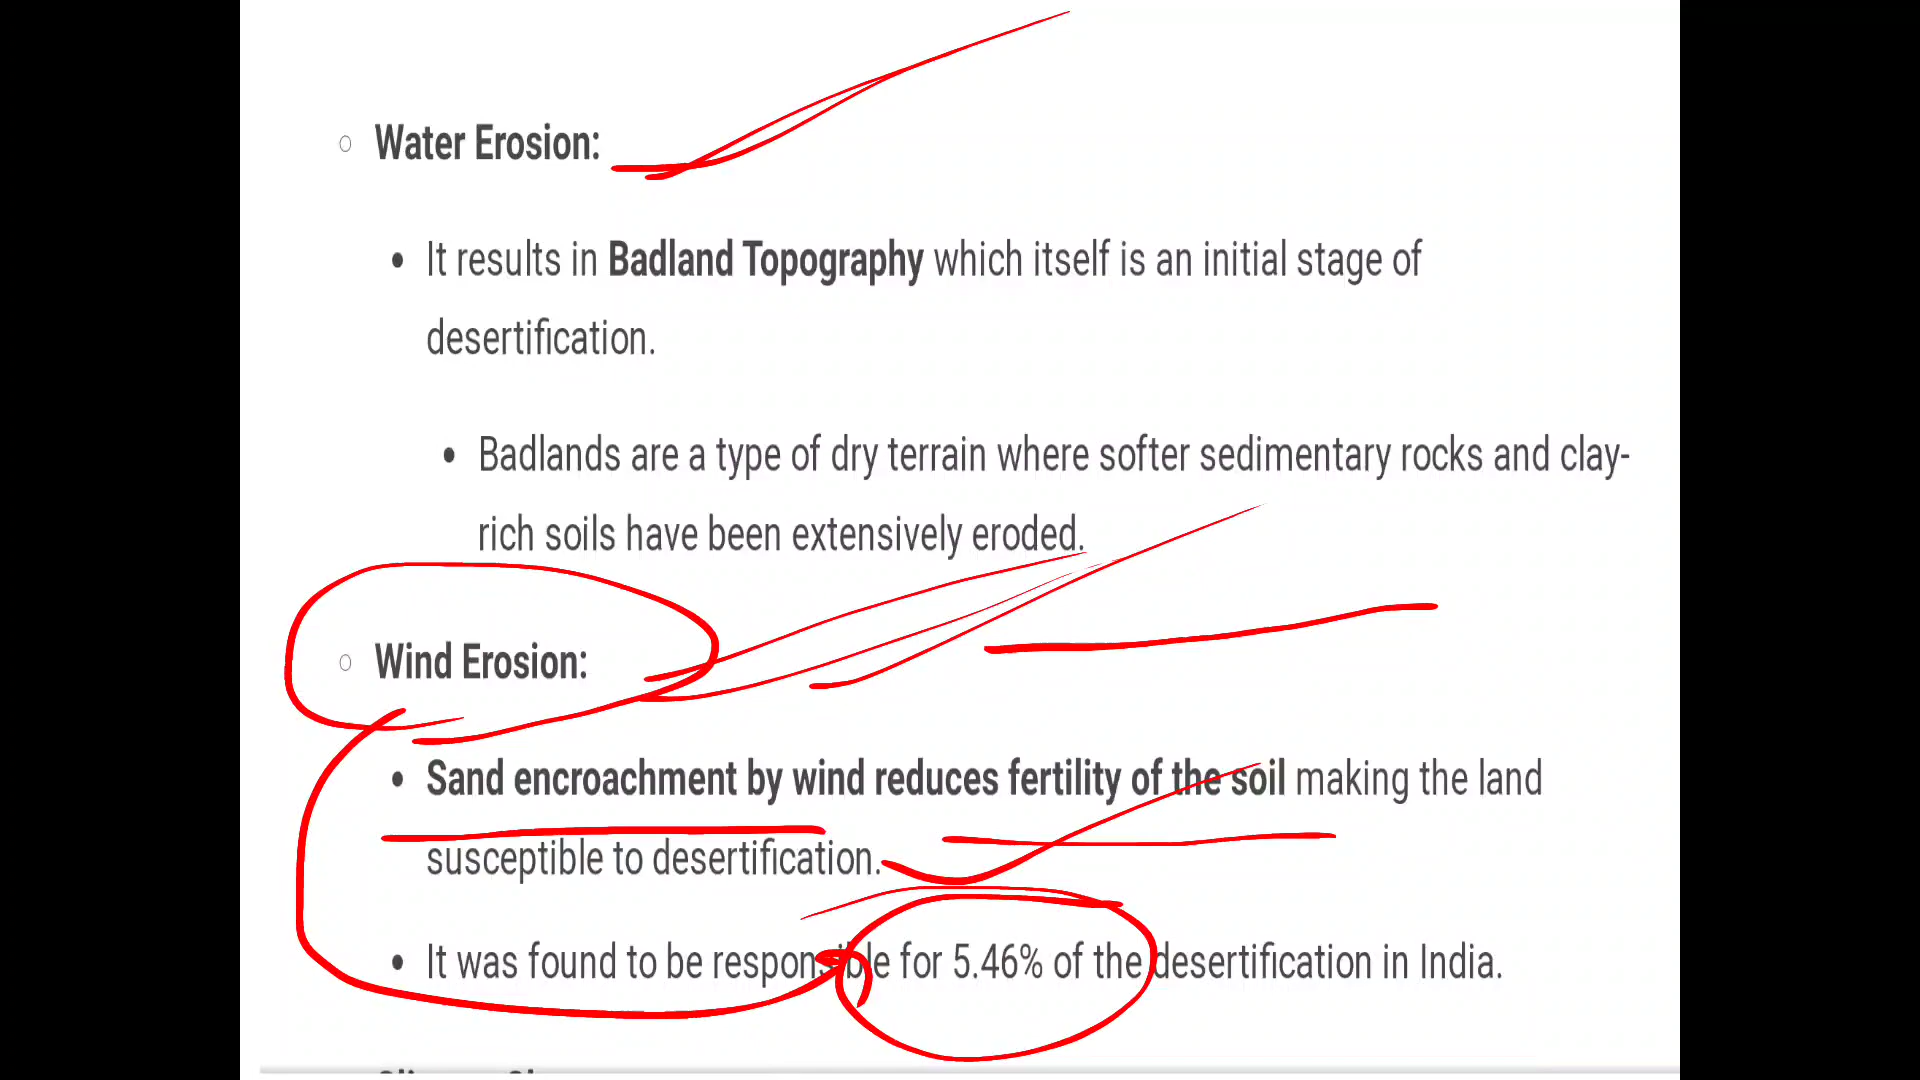 Water Erosion:
It results in Badland Topography which itself is an initial stage of
desertification.
Badlands are a type of dry terrain where softer sedimentary rocks and clay-
rich soils have been extensively eroded.
Wind Erosion:
Sand encroachment by wind reduces fertility of the soil making the land
susceptible to desertification.
It was found to be responsible for 5.46% of the desertification in India.